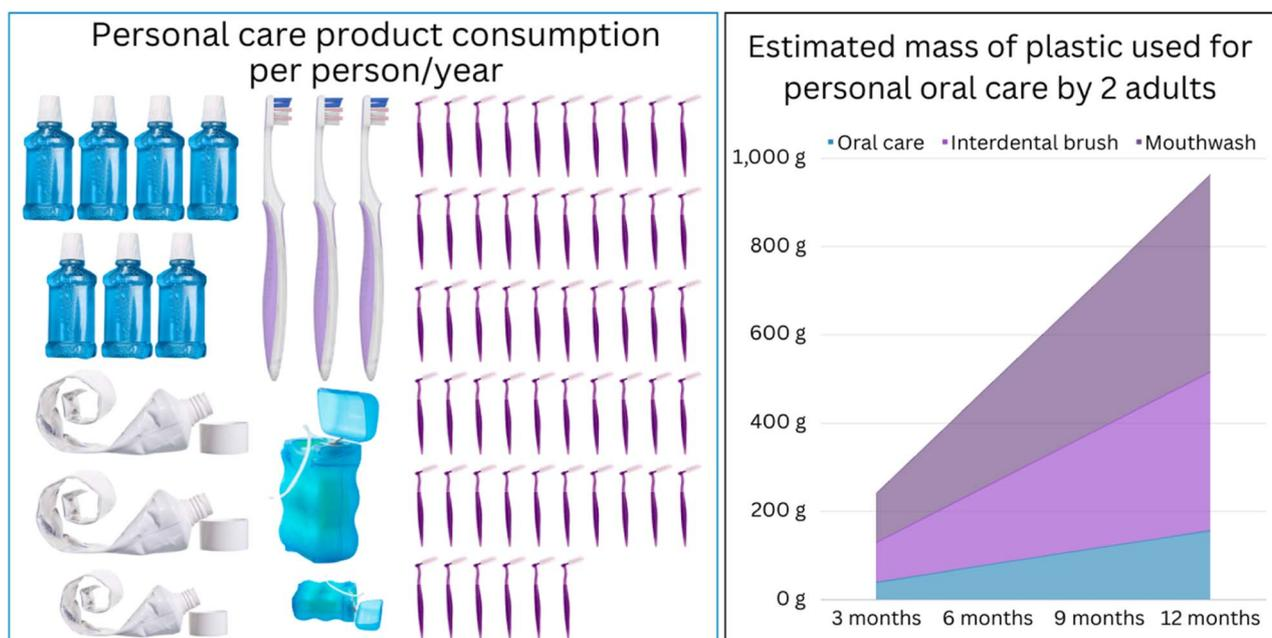 Personal care product consumption
per person/year
Estimated mass of plastic used for
personal oral care by 2 adults
Oral care Interdental brush Mouthwash
1,000 g
800 g
600 g
400 g
200 g
0 g
3 months 6 months 9 months 12 months